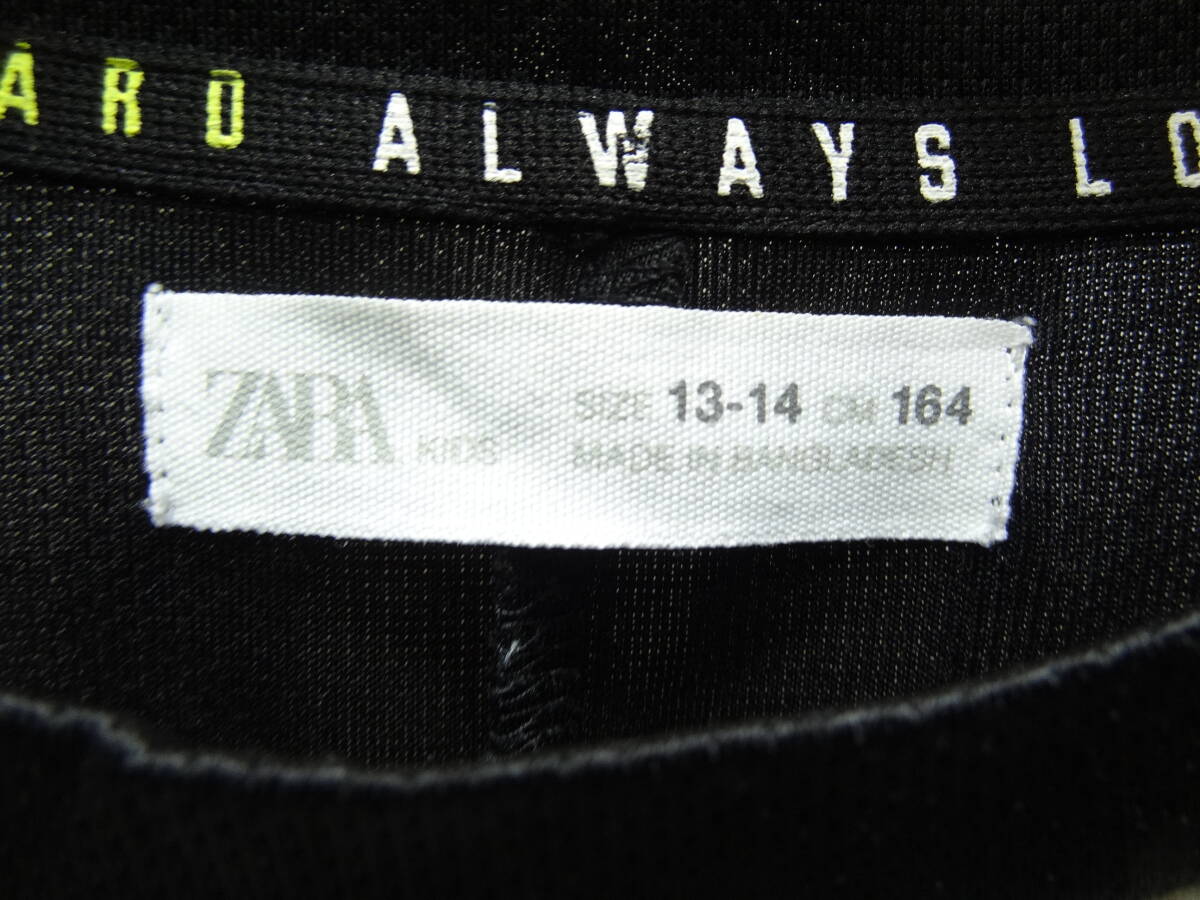 ARD ALWAYS LO
ZARA KIDS
SIZE 13-14 CM 164
MADE IN BANGLADESH